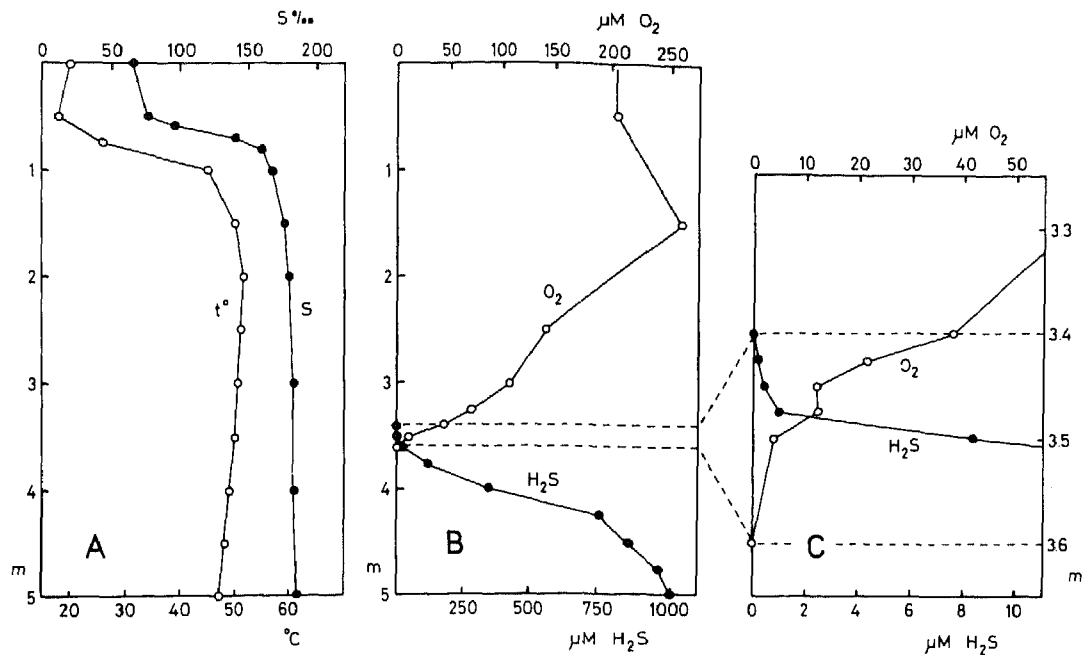 S ‰
0 50 100 150 200
1
2
3
4
m
5
t°
S
A
20 30 40 50 60
°C
µM O₂
0 50 100 150 200 250
1
2
3
4
m
5
O₂
H₂S
B
250 500 750 1000
µM H₂S
µM O₂
0 10 20 30 40 50
3.3
3.4
3.5
3.6
m
O₂
H₂S
C
0 2 4 6 8 10
µM H₂S